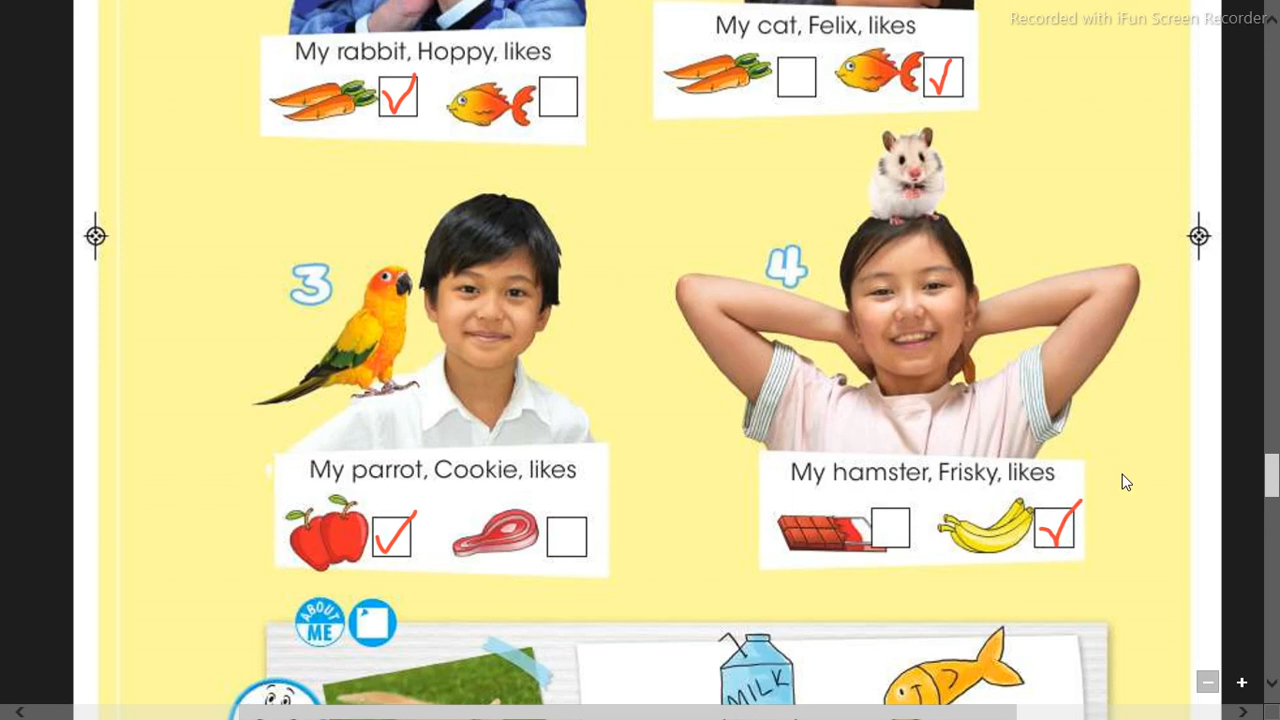 Recorded with iFun Screen Recorder
My rabbit, Hoppy, likes
My cat, Felix, likes
3
4
My parrot, Cookie, likes
My hamster, Frisky, likes
ABOUT
ME
MILK